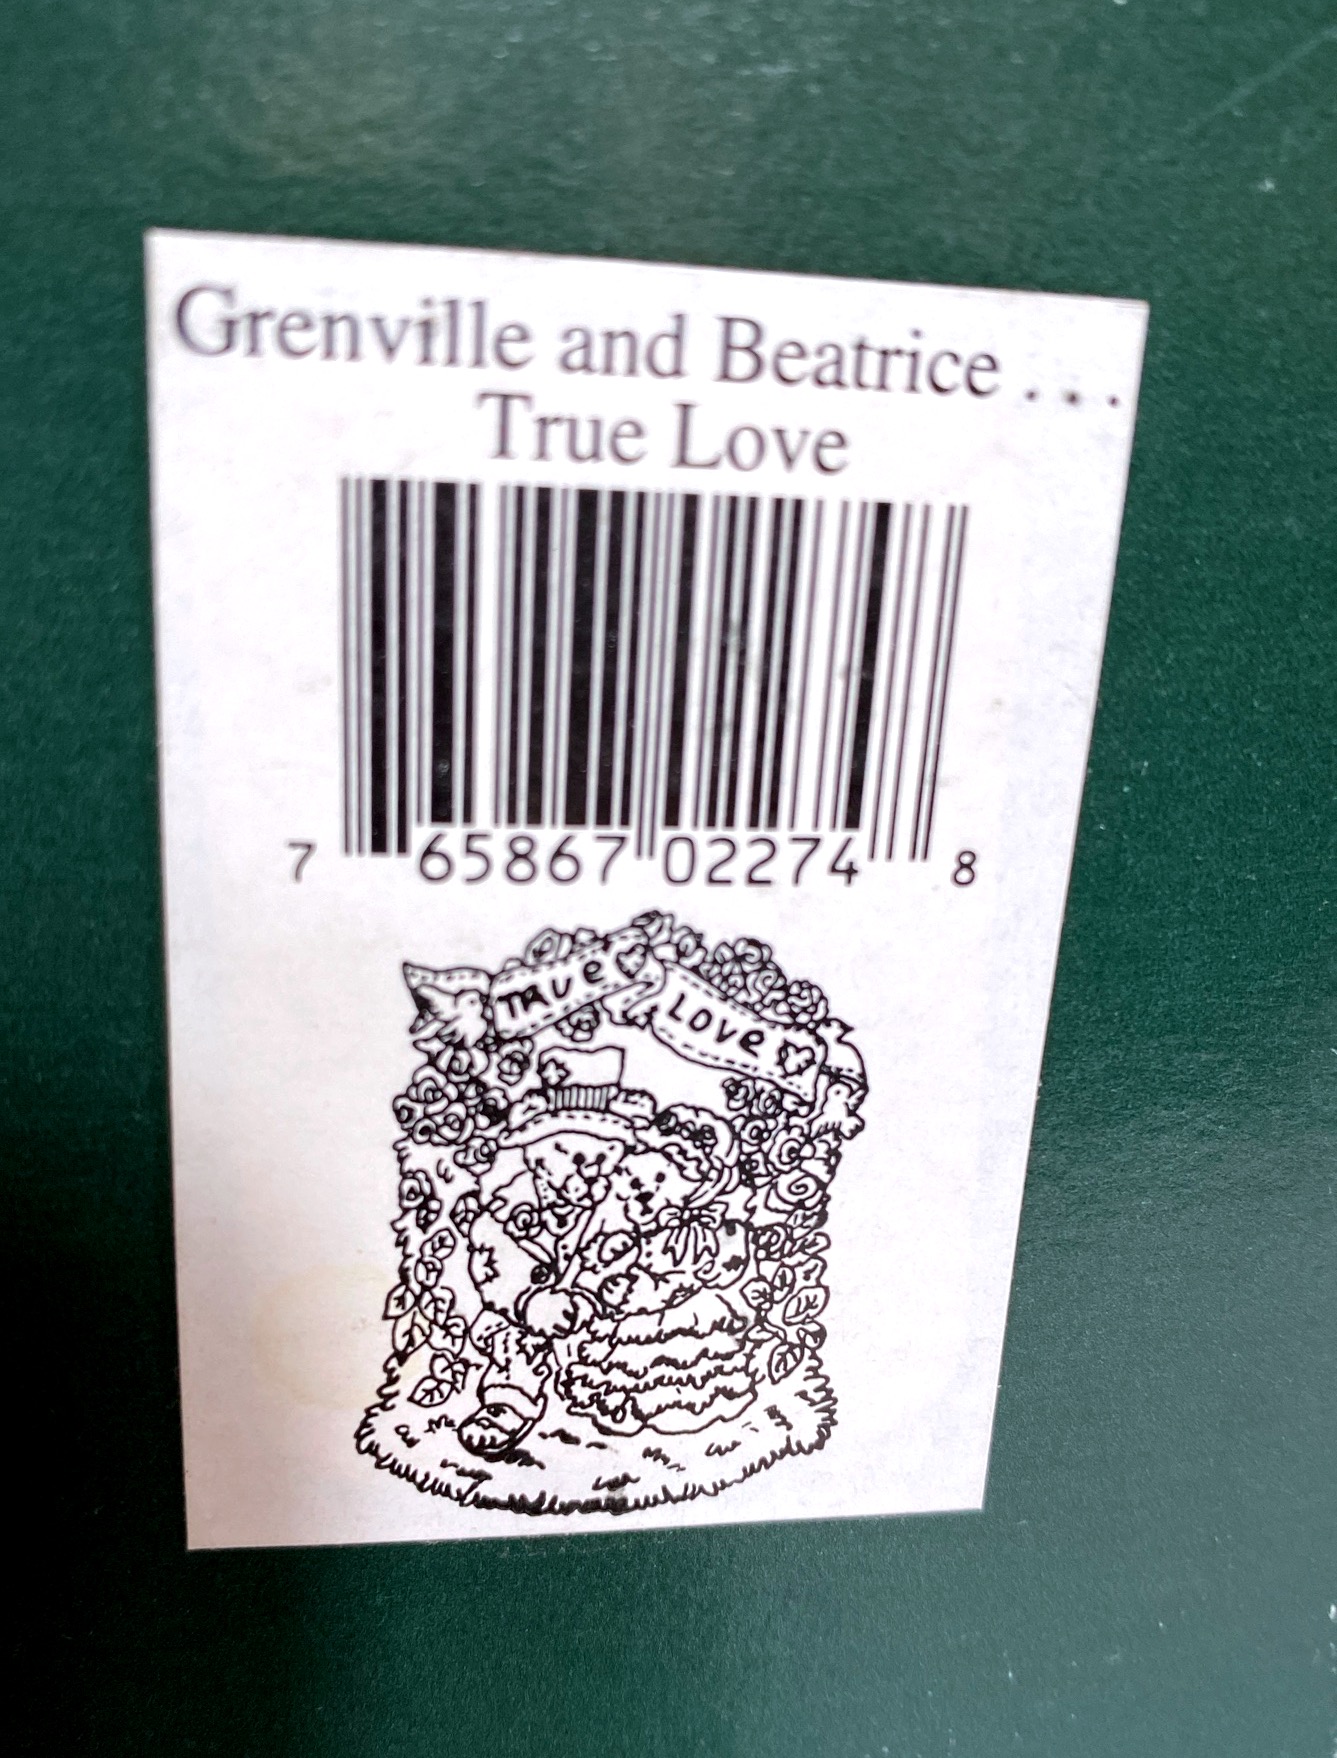 Grenville and Beatrice . . .
True Love
7 65867 02274 8
TRUE
LOVE